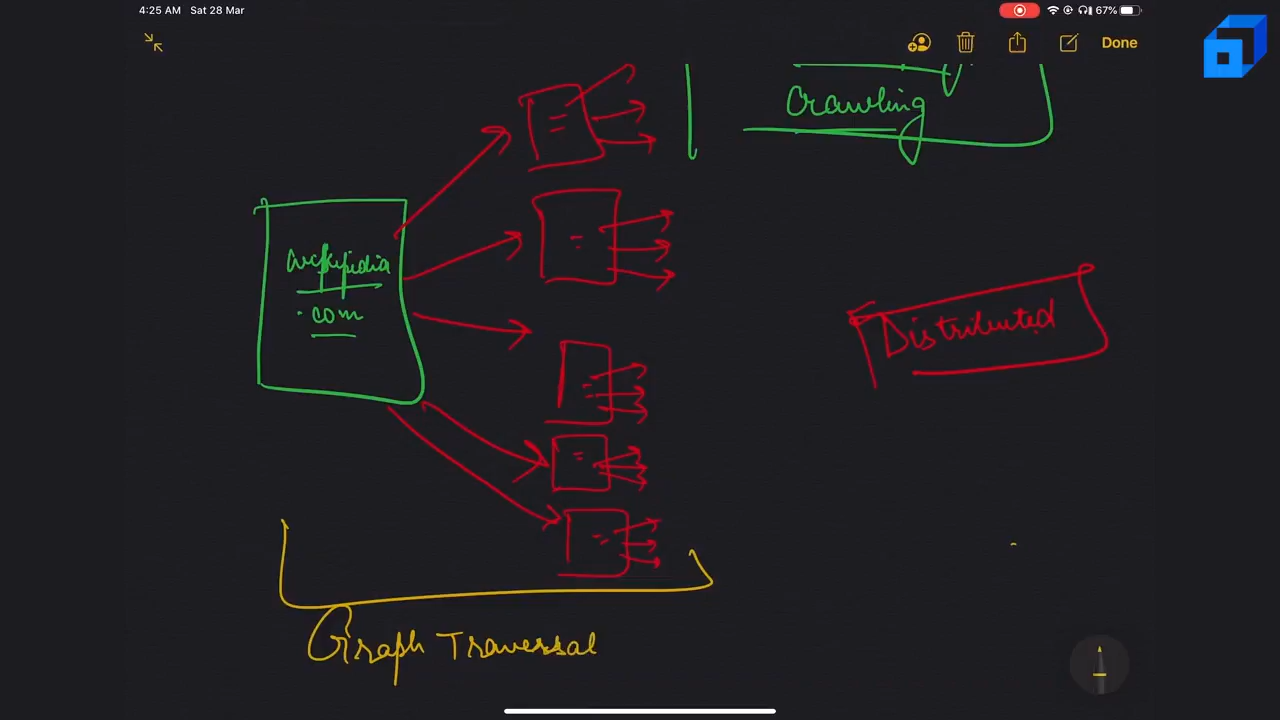 4:25 AM Sat 28 Mar
67%
Done
Crawling
wikipedia
.com
Distributed
Graph Traversal